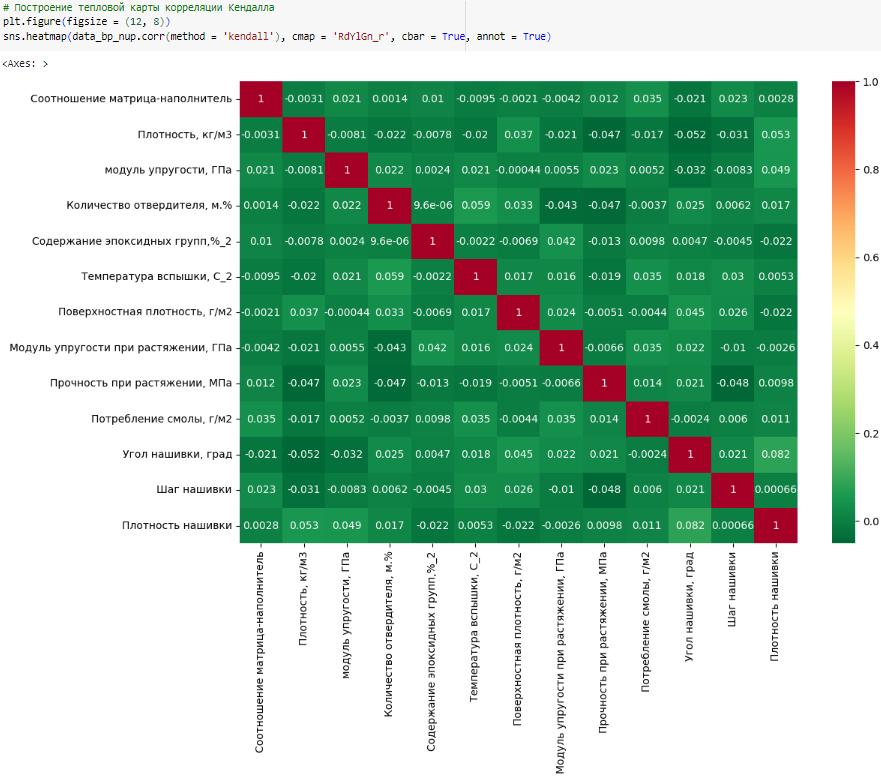 # Построение тепловой карты корреляции Кендалла
plt.figure(figsize = (12, 8))
sns.heatmap(data_bp_nup.corr(method = 'kendall'), cmap = 'RdYlGn_r', cbar = True, annot = True)
<Axes: >
Соотношение матрица-наполнитель 1 -0.0031 0.021 0.0014 0.01 -0.0095 -0.0021 -0.0042 0.012 0.035 -0.021 0.023 0.0028
Плотность, кг/м3 -0.0031 1 -0.0081 -0.022 -0.0078 -0.02 0.037 -0.021 -0.047 -0.017 -0.052 -0.031 0.053
модуль упругости, ГПа 0.021 -0.0081 1 0.022 0.0024 0.021 -0.00044 0.0055 0.023 0.0052 -0.032 -0.0083 0.049
Количество отвердителя, м.% 0.0014 -0.022 0.022 1 9.6e-06 0.059 0.033 -0.043 -0.047 -0.0037 0.025 0.0062 0.017
Содержание эпоксидных групп,%_2 0.01 -0.0078 0.0024 9.6e-06 1 -0.0022 -0.0069 0.042 -0.013 0.0098 0.0047 -0.0045 -0.022
Температура вспышки, С_2 -0.0095 -0.02 0.021 0.059 -0.0022 1 0.017 0.016 -0.019 0.035 0.018 0.03 0.0053
Поверхностная плотность, г/м2 -0.0021 0.037 -0.00044 0.033 -0.0069 0.017 1 0.024 -0.0051 -0.0044 0.045 0.026 -0.022
Модуль упругости при растяжении, ГПа -0.0042 -0.021 0.0055 -0.043 0.042 0.016 0.024 1 -0.0066 0.035 0.022 -0.01 -0.0026
Прочность при растяжении, МПа 0.012 -0.047 0.023 -0.047 -0.013 -0.019 -0.0051 -0.0066 1 0.014 0.021 -0.048 0.0098
Потребление смолы, г/м2 0.035 -0.017 0.0052 -0.0037 0.0098 0.035 -0.0044 0.035 0.014 1 -0.0024 0.006 0.011
Угол нашивки, град -0.021 -0.052 -0.032 0.025 0.0047 0.018 0.045 0.022 0.021 -0.0024 1 0.021 0.082
Шаг нашивки 0.023 -0.031 -0.0083 0.0062 -0.0045 0.03 0.026 -0.01 -0.048 0.006 0.021 1 0.00066
Плотность нашивки 0.0028 0.053 0.049 0.017 -0.022 0.0053 -0.022 -0.0026 0.0098 0.011 0.082 0.00066 1
Соотношение матрица-наполнитель
Плотность, кг/м3
модуль упругости, ГПа
Количество отвердителя, м.%
Содержание эпоксидных групп,%_2
Температура вспышки, С_2
Поверхностная плотность, г/м2
Модуль упругости при растяжении, ГПа
Прочность при растяжении, МПа
Потребление смолы, г/м2
Угол нашивки, град
Шаг нашивки
Плотность нашивки
1.0
0.8
0.6
0.4
0.2
0.0